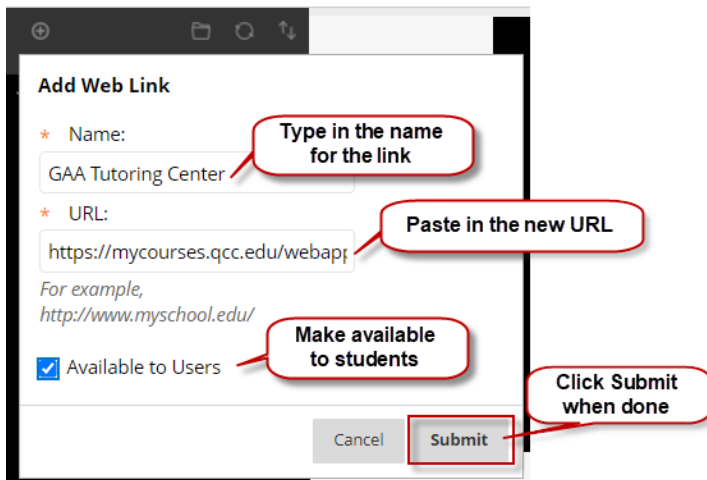 Add Web Link
* Name:
Type in the name
for the link
GAA Tutoring Center
* URL:
Paste in the new URL
https://mycourses.qcc.edu/webapp
For example,
http://www.myschool.edu/
Make available
to students
Available to Users
Click Submit
when done
Cancel
Submit